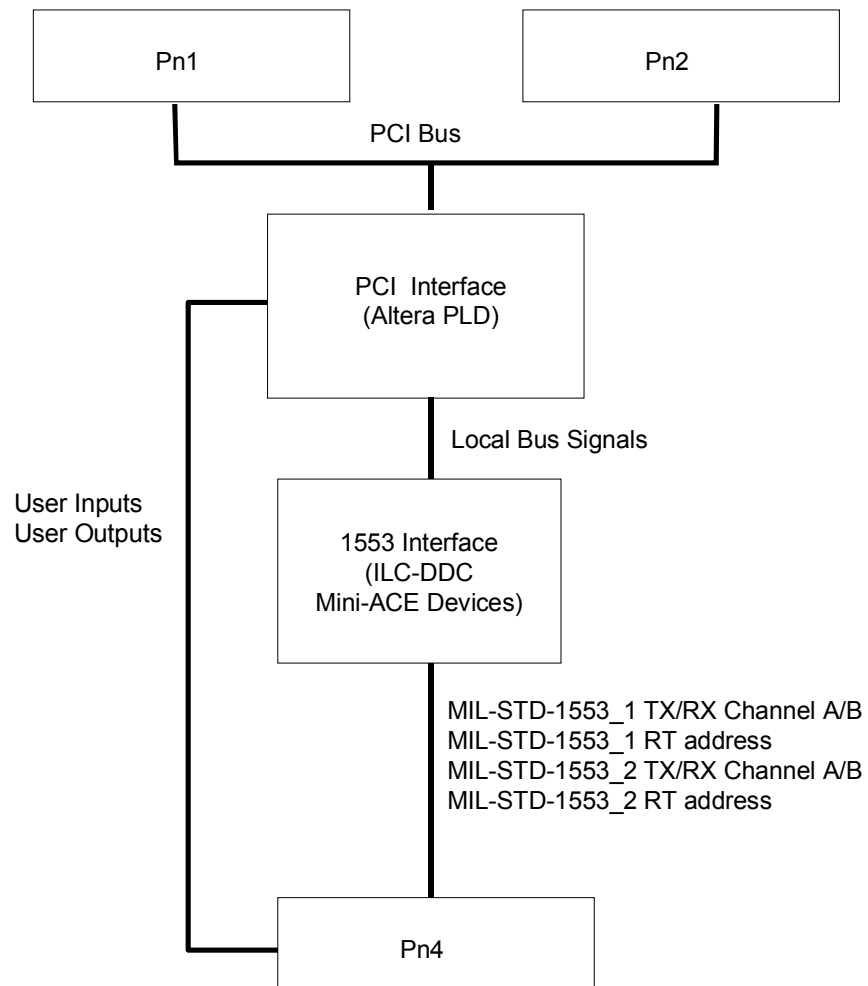 Pn1
Pn2
PCI Bus
PCI Interface
(Altera PLD)
Local Bus Signals
User Inputs
User Outputs
1553 Interface
(ILC-DDC
Mini-ACE Devices)
MIL-STD-1553_1 TX/RX Channel A/B
MIL-STD-1553_1 RT address
MIL-STD-1553_2 TX/RX Channel A/B
MIL-STD-1553_2 RT address
Pn4